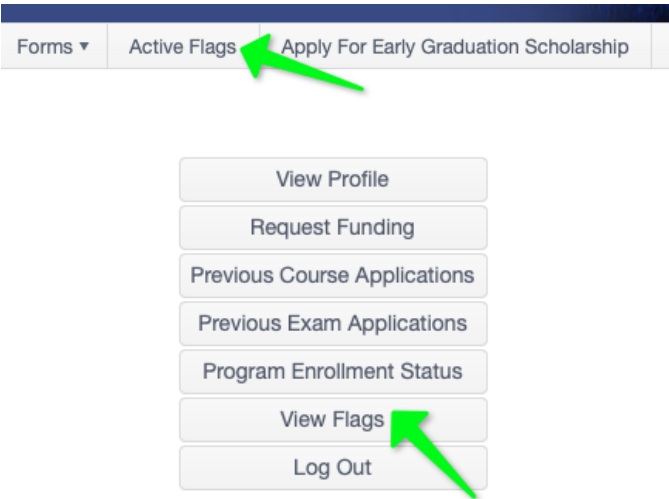 Forms ▾ Active Flags Apply For Early Graduation Scholarship
View Profile
Request Funding
Previous Course Applications
Previous Exam Applications
Program Enrollment Status
View Flags
Log Out